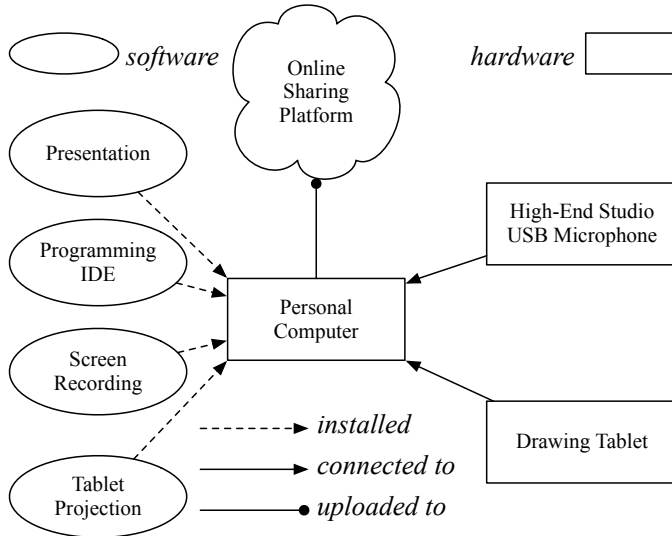 software
Online
Sharing
Platform
hardware
Presentation
High-End Studio
USB Microphone
Programming
IDE
Personal
Computer
Screen
Recording
installed
Drawing Tablet
connected to
Tablet
Projection
uploaded to